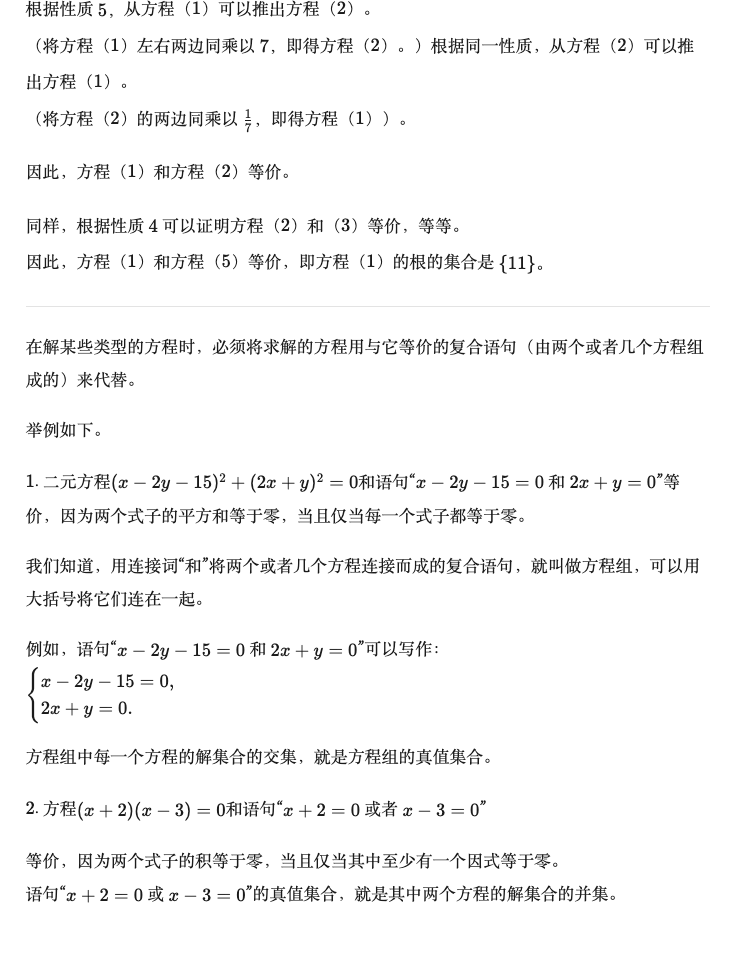 根据性质 5，从方程（1）可以推出方程（2）。
（将方程（1）左右两边同乘以 7，即得方程（2）。）根据同一性质，从方程（2）可以推
出方程（1）。
（将方程（2）的两边同乘以 1/7，即得方程（1））。
因此，方程（1）和方程（2）等价。
同样，根据性质 4 可以证明方程（2）和（3）等价，等等。
因此，方程（1）和方程（5）等价，即方程（1）的根的集合是 {11}。
在解某些类型的方程时，必须将求解的方程用与它等价的复合语句（由两个或者几个方程组
成的）来代替。
举例如下。
1. 二元方程(x − 2y − 15)² + (2x + y)² = 0和语句“x − 2y − 15 = 0 和 2x + y = 0”等
价，因为两个式子的平方和等于零，当且仅当每一个式子都等于零。
我们知道，用连接词“和”将两个或者几个方程连接而成的复合语句，就叫做方程组，可以用
大括号将它们连在一起。
例如，语句“x − 2y − 15 = 0 和 2x + y = 0”可以写作：
{x − 2y − 15 = 0,
2x + y = 0.
方程组中每一个方程的解集合的交集，就是方程组的真值集合。
2. 方程(x + 2)(x − 3) = 0和语句“x + 2 = 0 或者 x − 3 = 0”
等价，因为两个式子的积等于零，当且仅当其中至少有一个因式等于零。
语句“x + 2 = 0 或 x − 3 = 0”的真值集合，就是其中两个方程的解集合的并集。